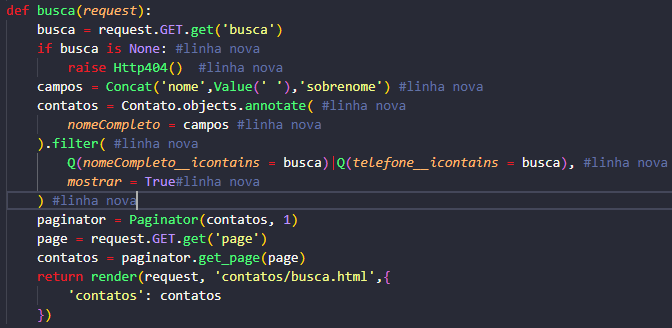 def busca(request):
    busca = request.GET.get('busca')
    if busca is None: #linha nova
        raise Http404()  #linha nova
    campos = Concat('nome',Value(' '),'sobrenome') #linha nova
    contatos = Contato.objects.annotate( #linha nova
        nomeCompleto = campos #linha nova
    ).filter( #linha nova
        Q(nomeCompleto__icontains = busca)|Q(telefone__icontains = busca), #linha nova
        mostrar = True#linha nova
    ) #linha nova
    paginator = Paginator(contatos, 1)
    page = request.GET.get('page')
    contatos = paginator.get_page(page)
    return render(request, 'contatos/busca.html',{
        'contatos': contatos
    })